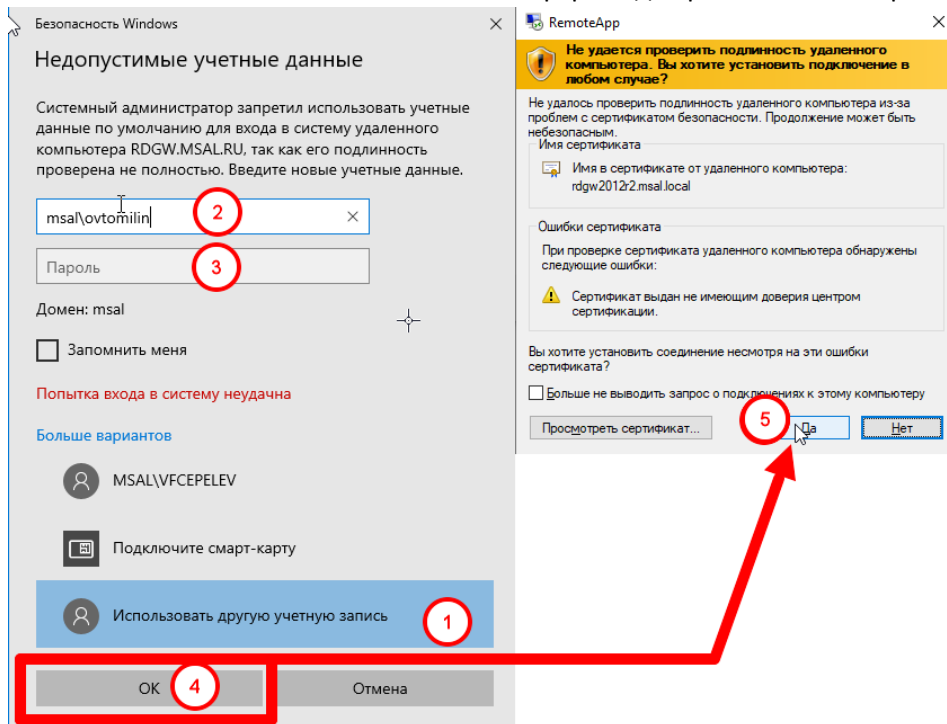 Безопасность Windows
Недопустимые учетные данные
Системный администратор запретил использовать учетные
данные по умолчанию для входа в систему удаленного
компьютера RDGW.MSAL.RU, так как его подлинность
проверена не полностью. Введите новые учетные данные.
msal\ovtomilin
2
Пароль
3
Домен: msal
Запомнить меня
Попытка входа в систему неудачна
Больше вариантов
MSAL\VFCEPELEV
Подключите смарт-карту
Использовать другую учетную запись
1
ОК
4
Отмена
RemoteApp
Не удается проверить подлинность удаленного
компьютера. Вы хотите установить подключение в
любом случае?
Не удалось проверить подлинность удаленного компьютера из-за
проблем с сертификатом безопасности. Продолжение может быть
небезопасным.
Имя сертификата
Имя в сертификате от удаленного компьютера:
rdgw2012r2.msal.local
Ошибки сертификата
При проверке сертификата удаленного компьютера обнаружены
следующие ошибки:
Сертификат выдан не имеющим доверия центром
сертификации.
Вы хотите установить соединение несмотря на эти ошибки
сертификата?
Больше не выводить запрос о подключениях к этому компьютеру
Просмотреть сертификат...
5
Да
Нет